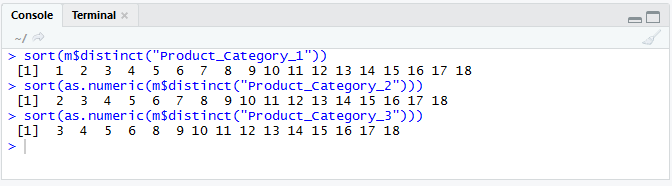 Console Terminal ×
~/
> sort(m$distinct("Product_Category_1"))
[1] 1 2 3 4 5 6 7 8 9 10 11 12 13 14 15 16 17 18
> sort(as.numeric(m$distinct("Product_Category_2")))
[1] 2 3 4 5 6 7 8 9 10 11 12 13 14 15 16 17 18
> sort(as.numeric(m$distinct("Product_Category_3")))
[1] 3 4 5 6 8 9 10 11 12 13 14 15 16 17 18
>